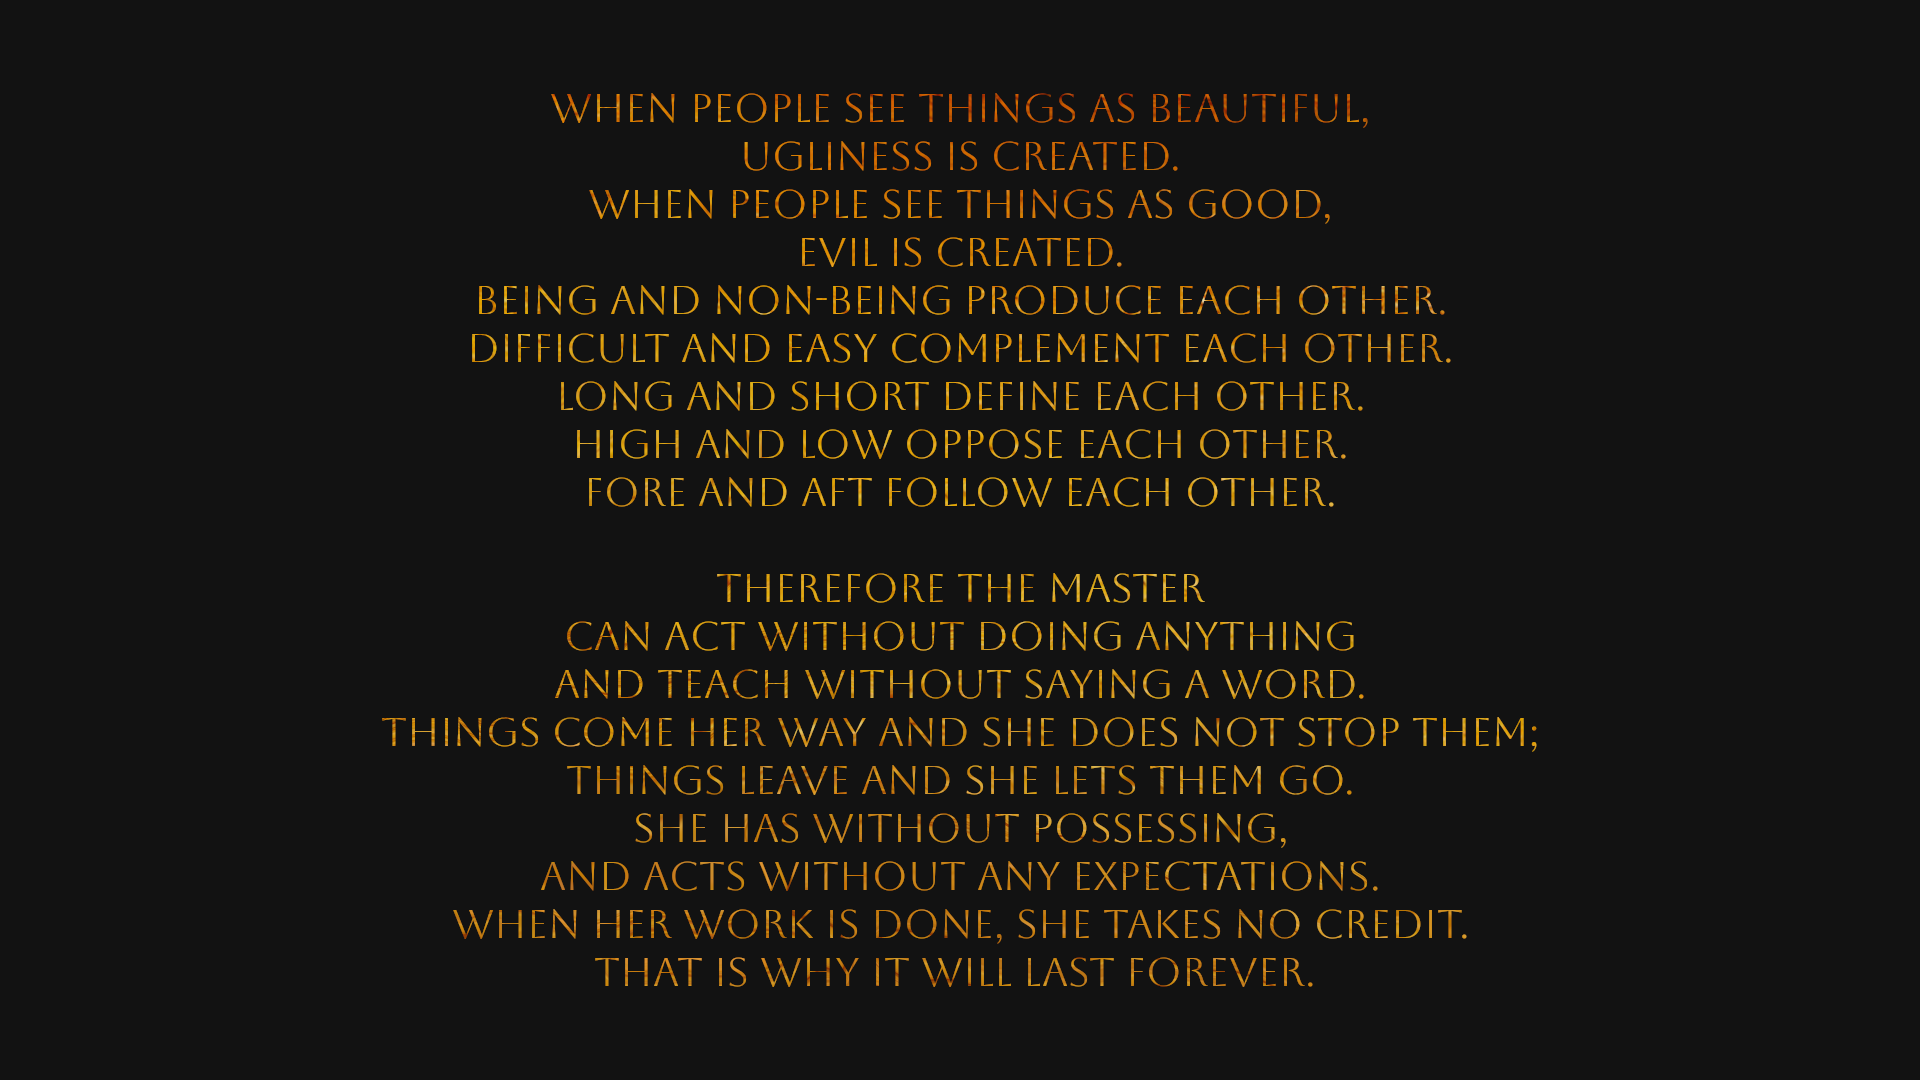 WHEN PEOPLE SEE THINGS AS BEAUTIFUL,
UGLINESS IS CREATED.
WHEN PEOPLE SEE THINGS AS GOOD,
EVIL IS CREATED.
BEING AND NON-BEING PRODUCE EACH OTHER.
DIFFICULT AND EASY COMPLEMENT EACH OTHER.
LONG AND SHORT DEFINE EACH OTHER.
HIGH AND LOW OPPOSE EACH OTHER.
FORE AND AFT FOLLOW EACH OTHER.
THEREFORE THE MASTER
CAN ACT WITHOUT DOING ANYTHING
AND TEACH WITHOUT SAYING A WORD.
THINGS COME HER WAY AND SHE DOES NOT STOP THEM;
THINGS LEAVE AND SHE LETS THEM GO.
SHE HAS WITHOUT POSSESSING,
AND ACTS WITHOUT ANY EXPECTATIONS.
WHEN HER WORK IS DONE, SHE TAKES NO CREDIT.
THAT IS WHY IT WILL LAST FOREVER.